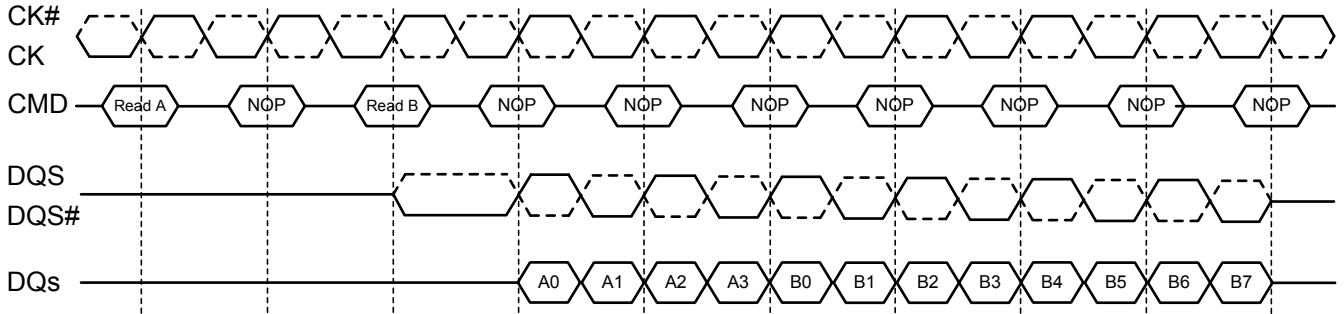 CK#
CK
CMD Read A NOP Read B NOP NOP NOP NOP NOP NOP NOP
DQS
DQS#
DQs A0 A1 A2 A3 B0 B1 B2 B3 B4 B5 B6 B7